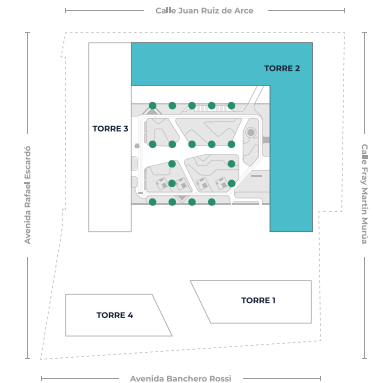 Calle Juan Ruiz de Arce
TORRE 2
TORRE 3
Avenida Rafael Escardó
Calle Fray Martín Murúa
TORRE 1
TORRE 4
Avenida Banchero Rossi